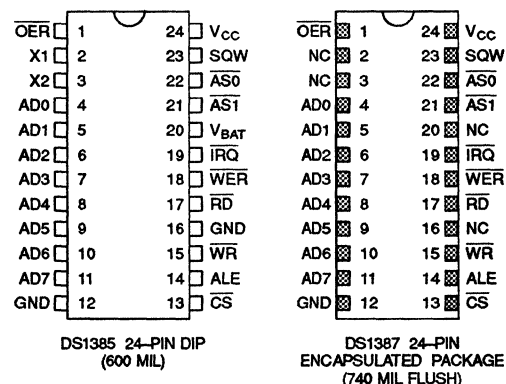 OER 1 24 VCC OER 1 24 VCC
X1 2 23 SQW NC 2 23 SQW
X2 3 22 AS0 NC 3 22 AS0
AD0 4 21 AS1 AD0 4 21 AS1
AD1 5 20 VBAT AD1 5 20 NC
AD2 6 19 IRQ AD2 6 19 IRQ
AD3 7 18 WER AD3 7 18 WER
AD4 8 17 RD AD4 8 17 RD
AD5 9 16 GND AD5 9 16 NC
AD6 10 15 WR AD6 10 15 WR
AD7 11 14 ALE AD7 11 14 ALE
GND 12 13 CS GND 12 13 CS
DS1385 24–PIN DIP
(600 MIL)
DS1387 24–PIN
ENCAPSULATED PACKAGE
(740 MIL FLUSH)